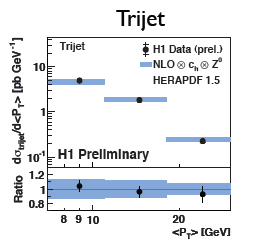 Trijet
Trijet
H1 Data (prel.)
NLO ⊗ c_h ⊗ Z^0
HERAPDF 1.5
dσ_trijet/d<P_T> [pb GeV^-1]
10
1
10^-1
H1 Preliminary
Ratio
1.2
1
0.8
8 9 10 20
<P_T> [GeV]